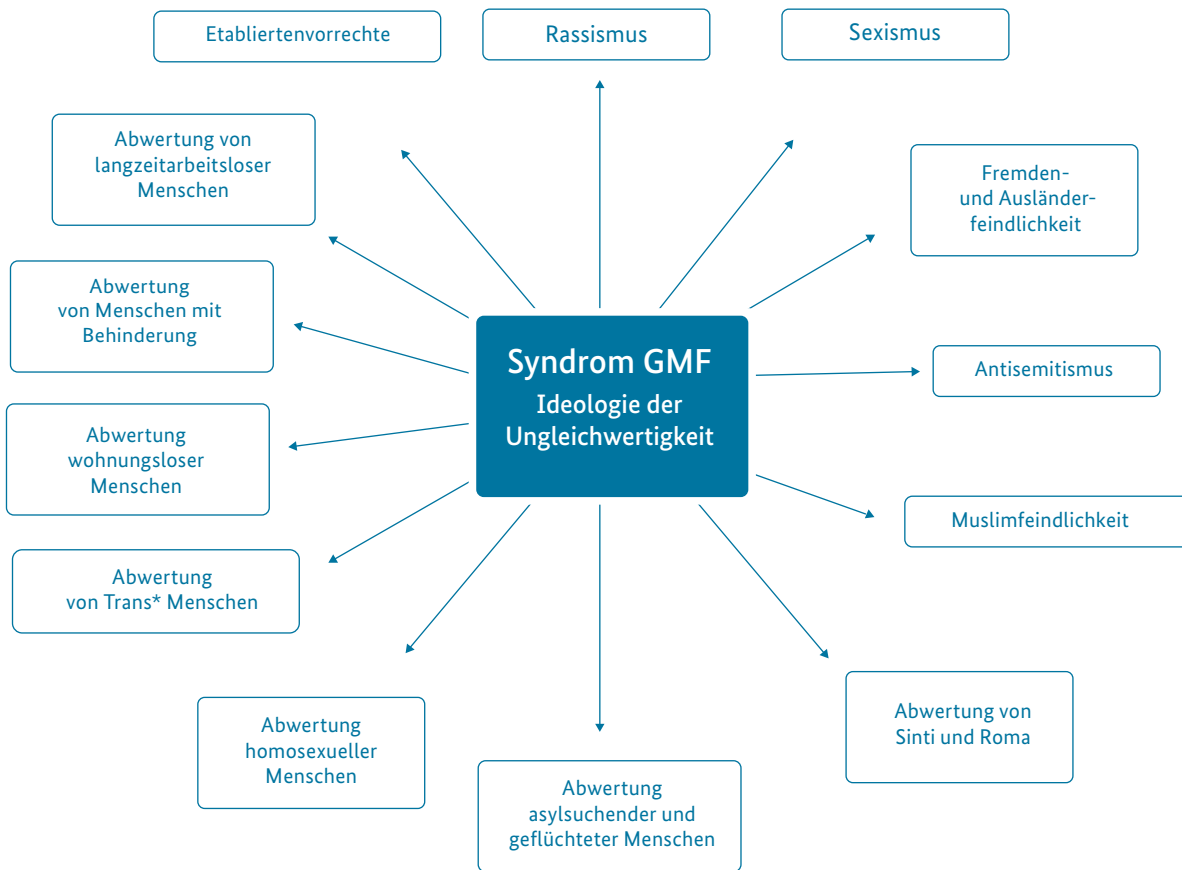 Etabliertenvorrechte
Rassismus
Sexismus
Abwertung von
langzeitarbeitsloser
Menschen
Fremden-
und Ausländer-
feindlichkeit
Abwertung
von Menschen mit
Behinderung
Syndrom GMF
Ideologie der
Ungleichwertigkeit
Antisemitismus
Abwertung
wohnungsloser
Menschen
Muslimfeindlichkeit
Abwertung
von Trans* Menschen
Abwertung
homosexueller
Menschen
Abwertung
asylsuchender und
geflüchteter Menschen
Abwertung von
Sinti und Roma